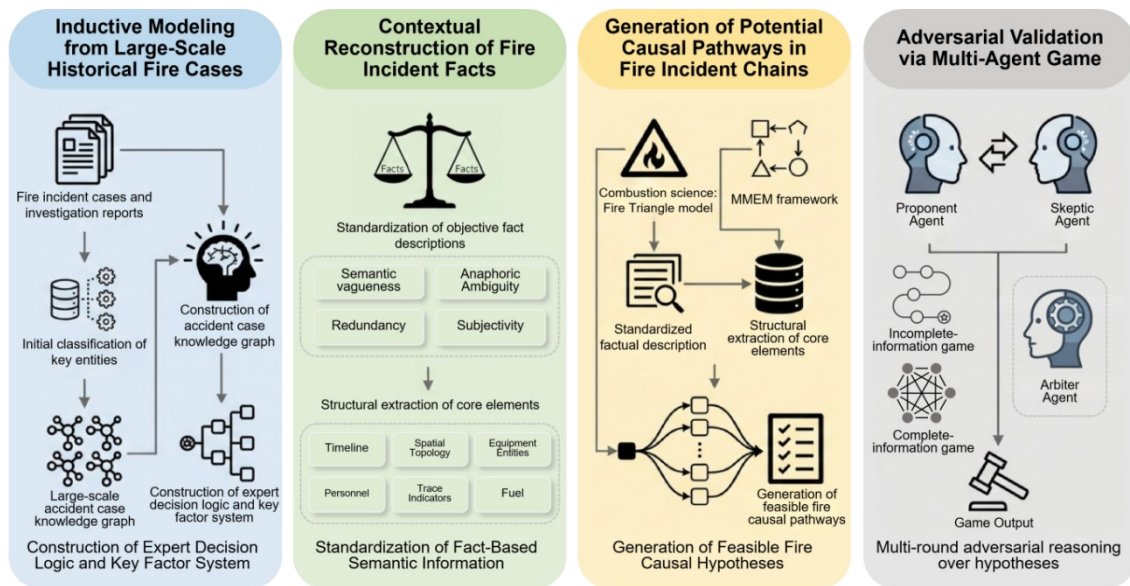 Inductive Modeling
from Large-Scale
Historical Fire Cases
Fire incident cases and
investigation reports
Initial classification of
key entities
Construction of
accident case
knowledge graph
Large-scale
accident case
knowledge graph
Construction of expert
decision logic and key
factor system
Construction of Expert Decision
Logic and Key Factor System
Contextual
Reconstruction of Fire
Incident Facts
Facts
Facts
Standardization of objective fact
descriptions
Semantic
vagueness
Anaphoric
Ambiguity
Redundancy
Subjectivity
Structural extraction of core elements
Timeline
Spatial
Topology
Equipment
Entities
Personnel
Trace
Indicators
Fuel
Standardization of Fact-Based
Semantic Information
Generation of Potential
Causal Pathways in
Fire Incident Chains
Combustion science:
Fire Triangle model
MMEM framework
Standardized
factual description
Structural
extraction of core
elements
Generation of
feasible fire
causal pathways
Generation of Feasible Fire
Causal Hypotheses
Adversarial Validation
via Multi-Agent Game
Proponent
Agent
Skeptic
Agent
Incomplete-
information game
Arbiter
Agent
Complete-
information game
Game Output
Multi-round adversarial reasoning
over hypotheses